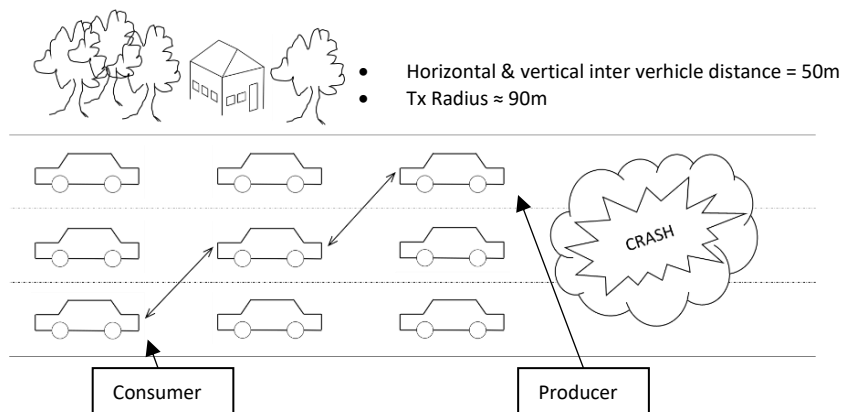 • Horizontal & vertical inter verhicle distance = 50m
• Tx Radius ≈ 90m
CRASH
Consumer
Producer